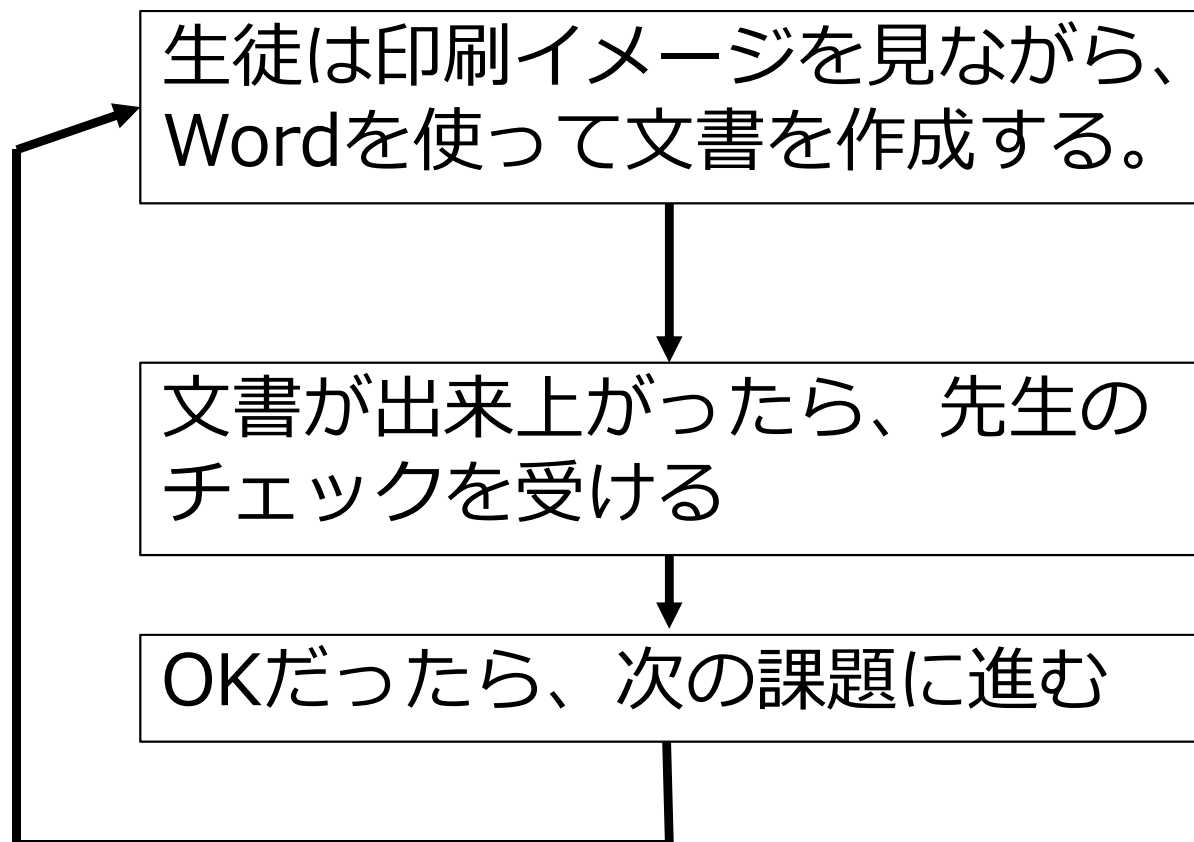 生徒は印刷イメージを見ながら、
Wordを使って文書を作成する。
文書が出来上がったら、先生の
チェックを受ける
OKだったら、次の課題に進む